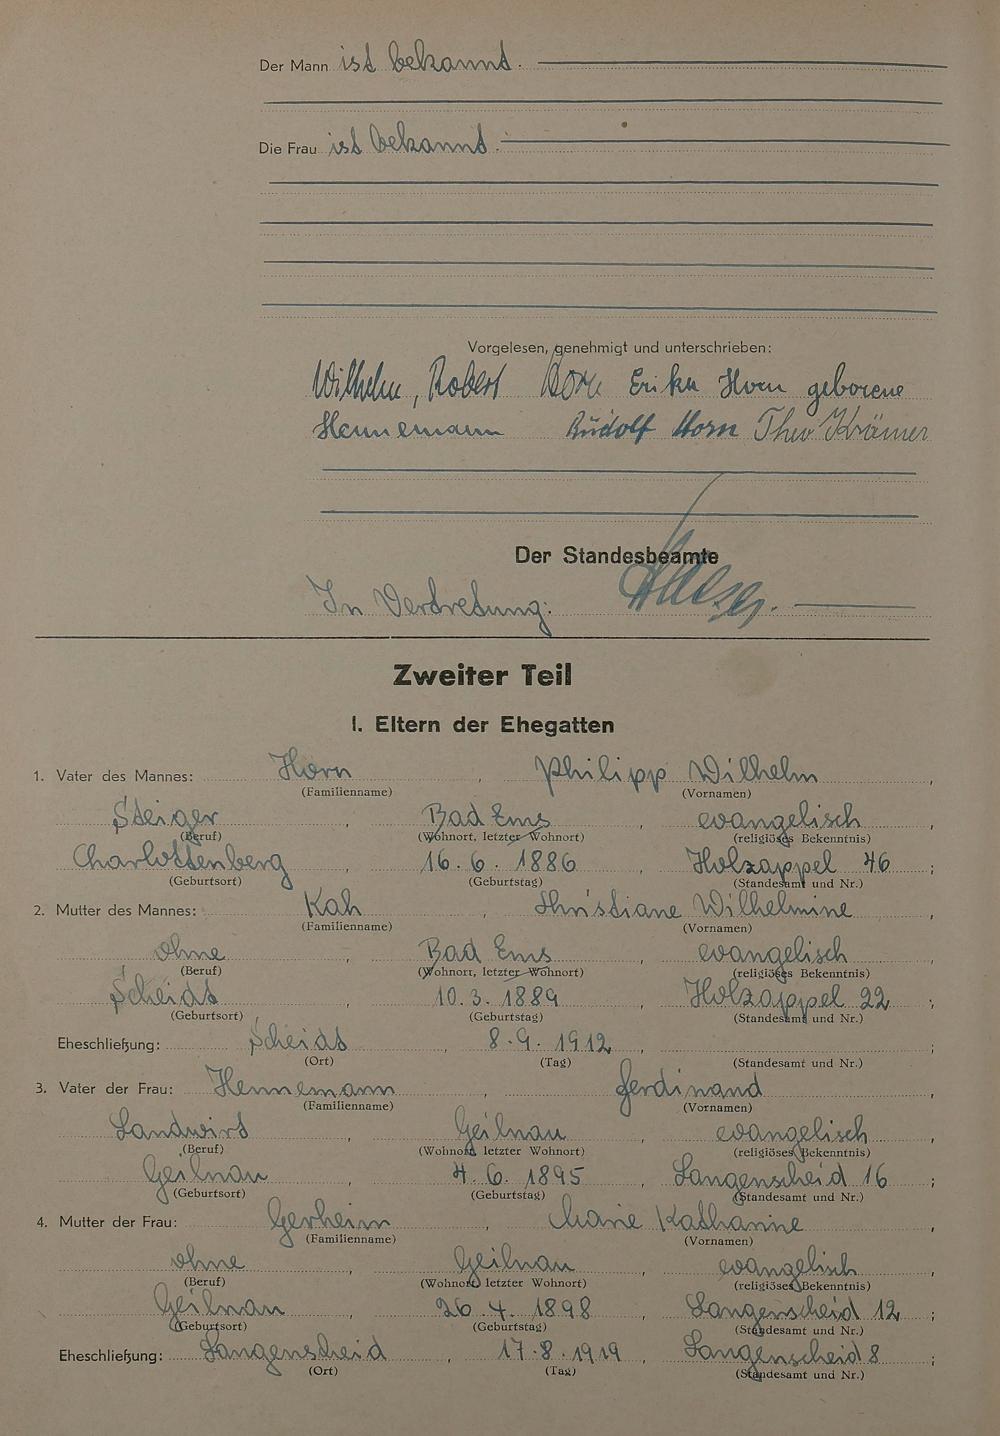 Der Mann ist bekannt.
Die Frau ist bekannt.
Vorgelesen, genehmigt und unterschrieben:
Wilhelm, Robert Horn Erika Horn geborene
Hennemann Rudolf Horn Theo Krämer
Der Standesbeamte
In Vertretung:
Zweiter Teil
I. Eltern der Ehegatten
1. Vater des Mannes: Horn, Philipp Wilhelm,
(Familienname) (Vornamen)
Steiger, Bad Ems, evangelisch
(Beruf) (Wohnort, letzter Wohnort) (religiöses Bekenntnis)
Charlottenberg, 16.6.1886, Holzappel 46;
(Geburtsort) (Geburtstag) (Standesamt und Nr.)
2. Mutter des Mannes: Kah, Christiane Wilhelmine,
(Familienname) (Vornamen)
ohne, Bad Ems, evangelisch,
(Beruf) (Wohnort, letzter Wohnort) (religiöses Bekenntnis)
Scheidt, 10.3.1889, Holzappel 22;
(Geburtsort) (Geburtstag) (Standesamt und Nr.)
Eheschließung: Scheidt, 8.9.1912, ;
(Ort) (Tag) (Standesamt und Nr.)
3. Vater der Frau: Hennemann, Ferdinand,
(Familienname) (Vornamen)
Landwirt, Geilnau, evangelisch,
(Beruf) (Wohnort, letzter Wohnort) (religiöses Bekenntnis)
Geilnau, 4.6.1895, Langenscheid 16;
(Geburtsort) (Geburtstag) (Standesamt und Nr.)
4. Mutter der Frau: Gerheim, Marie Katharine,
(Familienname) (Vornamen)
ohne, Geilnau, evangelisch,
(Beruf) (Wohnort, letzter Wohnort) (religiöses Bekenntnis)
Geilnau, 26.4.1898, Langenscheid 12;
(Geburtsort) (Geburtstag) (Standesamt und Nr.)
Eheschließung: Langenscheid, 17.8.1919, Langenscheid 8;
(Ort) (Tag) (Standesamt und Nr.)